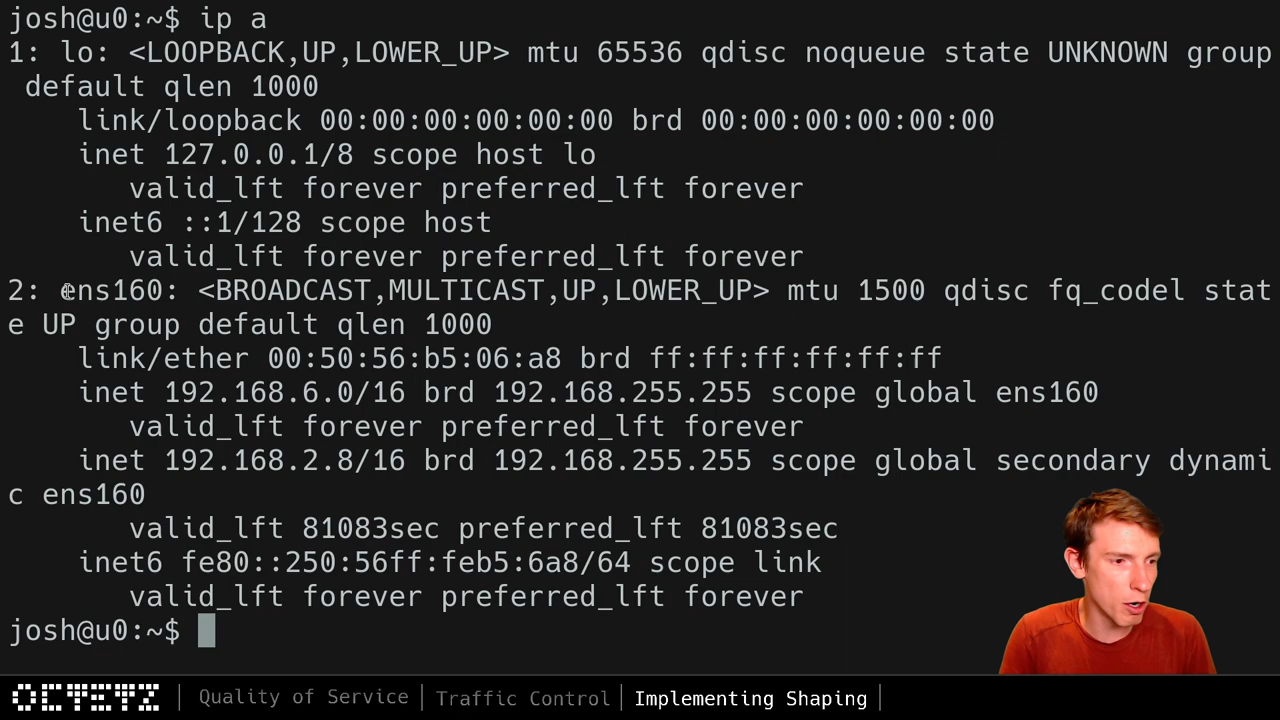 josh@u0:~$ ip a
1: lo: <LOOPBACK,UP,LOWER_UP> mtu 65536 qdisc noqueue state UNKNOWN group
default qlen 1000
link/loopback 00:00:00:00:00:00 brd 00:00:00:00:00:00
inet 127.0.0.1/8 scope host lo
valid_lft forever preferred_lft forever
inet6 ::1/128 scope host
valid_lft forever preferred_lft forever
2: ens160: <BROADCAST,MULTICAST,UP,LOWER_UP> mtu 1500 qdisc fq_codel stat
e UP group default qlen 1000
link/ether 00:50:56:b5:06:a8 brd ff:ff:ff:ff:ff:ff
inet 192.168.6.0/16 brd 192.168.255.255 scope global ens160
valid_lft forever preferred_lft forever
inet 192.168.2.8/16 brd 192.168.255.255 scope global secondary dynami
c ens160
valid_lft 81083sec preferred_lft 81083sec
inet6 fe80::250:56ff:feb5:6a8/64 scope link
valid_lft forever preferred_lft forever
josh@u0:~$
OCTETZ | Quality of Service | Traffic Control | Implementing Shaping |